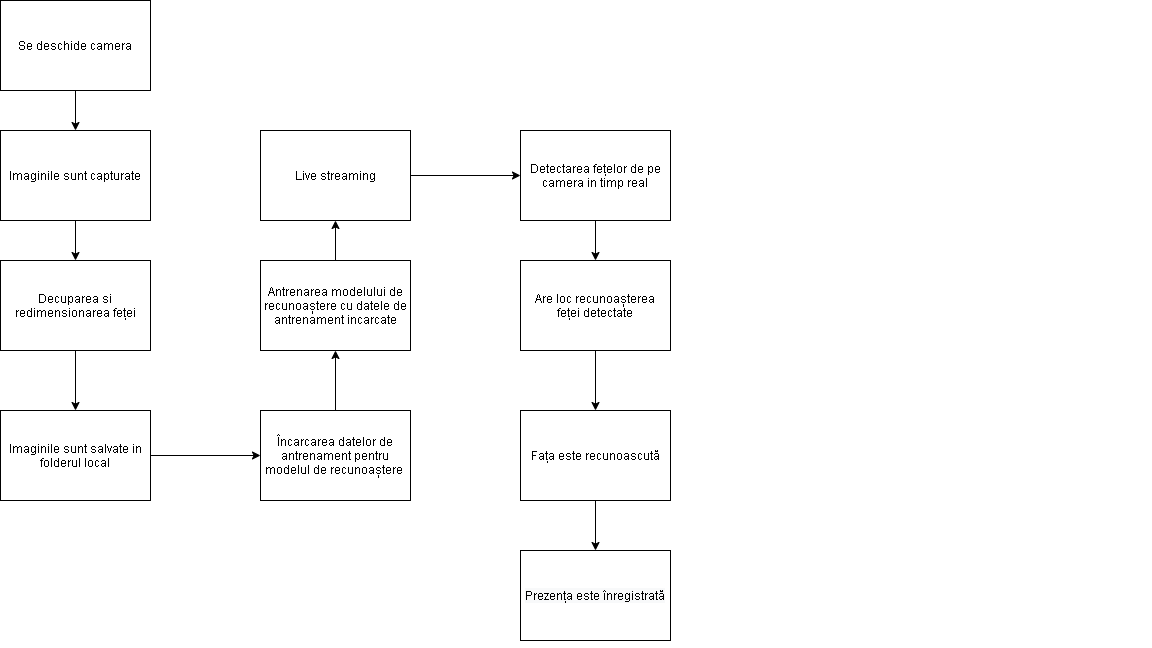 Se deschide camera
Imaginile sunt capturate
Decuparea si
redimensionarea feței
Imaginile sunt salvate in
folderul local
Încarcarea datelor de
antrenament pentru
modelul de recunoaștere
Antrenarea modelului de
recunoaștere cu datele de
antrenament incarcate
Live streaming
Detectarea fețelor de pe
camera in timp real
Are loc recunoașterea
feței detectate
Fața este recunoascută
Prezența este înregistrată